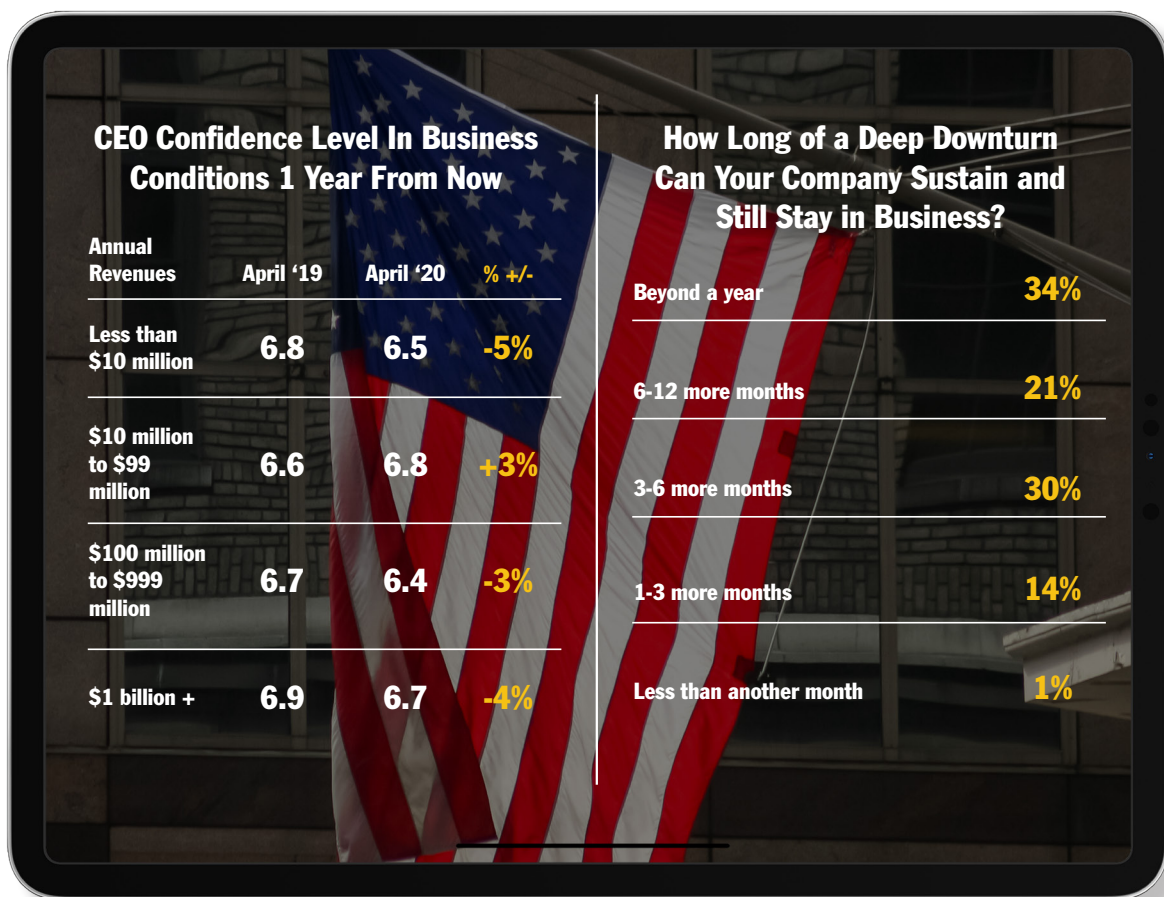 CEO Confidence Level In Business
Conditions 1 Year From Now
Annual
Revenues April ‘19 April ‘20 % +/-
Less than
$10 million 6.8 6.5 -5%
$10 million
to $99
million 6.6 6.8 +3%
$100 million
to $999
million 6.7 6.4 -3%
$1 billion + 6.9 6.7 -4%
How Long of a Deep Downturn
Can Your Company Sustain and
Still Stay in Business?
Beyond a year 34%
6-12 more months 21%
3-6 more months 30%
1-3 more months 14%
Less than another month 1%